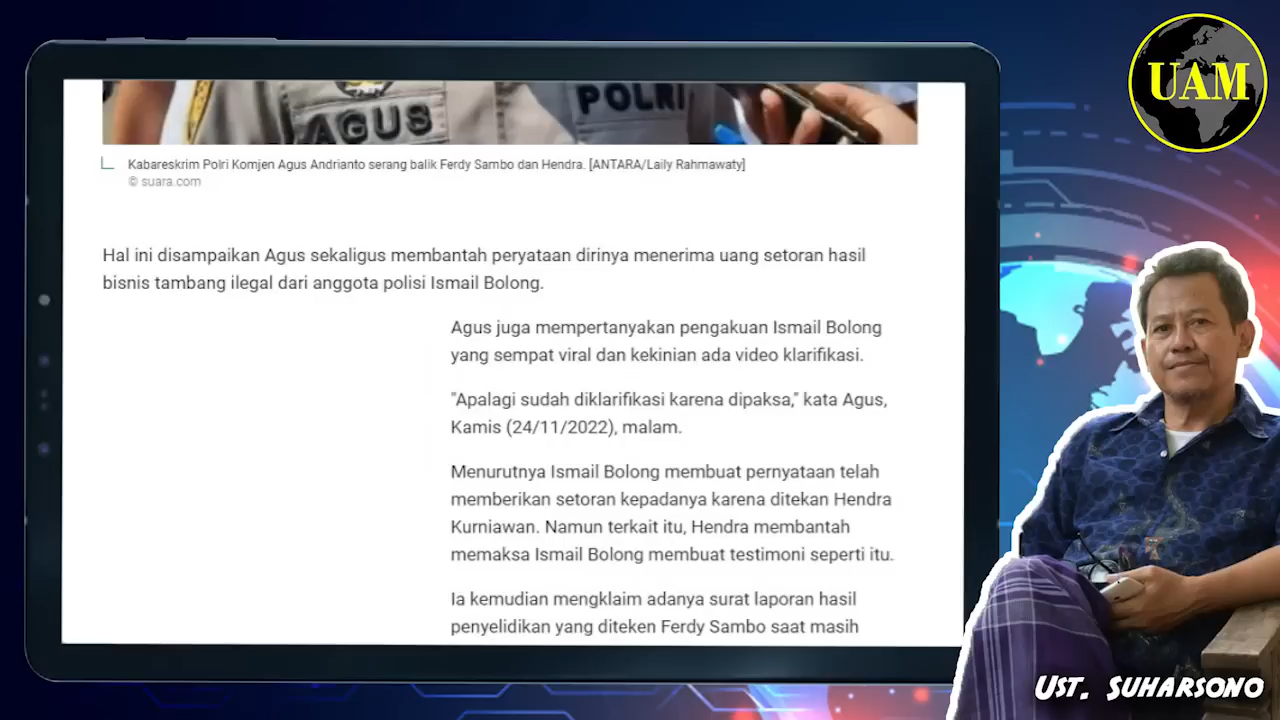 UAM
AGUS
POLRI
Kabareskrim Polri Komjen Agus Andrianto serang balik Ferdy Sambo dan Hendra. [ANTARA/Laily Rahmawaty]
© suara.com
Hal ini disampaikan Agus sekaligus membantah peryataan dirinya menerima uang setoran hasil
bisnis tambang ilegal dari anggota polisi Ismail Bolong.
Agus juga mempertanyakan pengakuan Ismail Bolong
yang sempat viral dan kekinian ada video klarifikasi.
"Apalagi sudah diklarifikasi karena dipaksa," kata Agus,
Kamis (24/11/2022), malam.
Menurutnya Ismail Bolong membuat pernyataan telah
memberikan setoran kepadanya karena ditekan Hendra
Kurniawan. Namun terkait itu, Hendra membantah
memaksa Ismail Bolong membuat testimoni seperti itu.
Ia kemudian mengklaim adanya surat laporan hasil
penyelidikan yang diteken Ferdy Sambo saat masih
UST. SUHARSONO